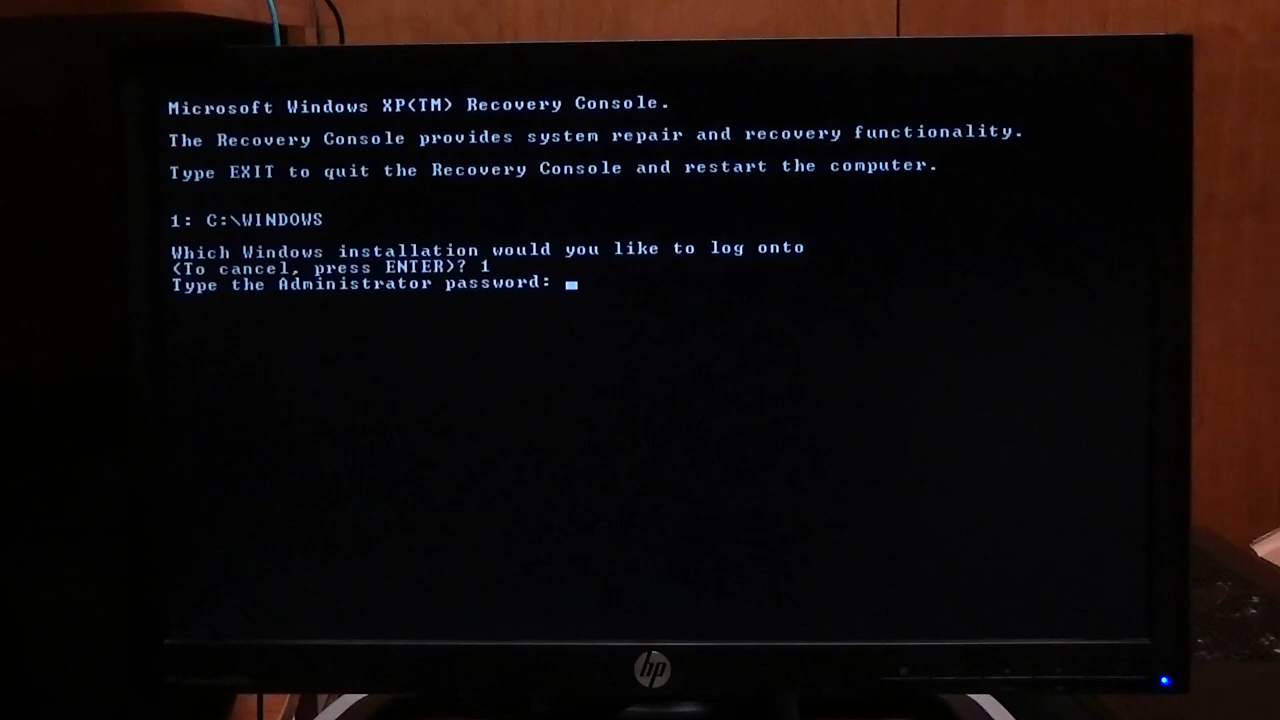 Microsoft Windows XP(TM) Recovery Console.
The Recovery Console provides system repair and recovery functionality.
Type EXIT to quit the Recovery Console and restart the computer.
1: C:\WINDOWS
Which Windows installation would you like to log onto
(To cancel, press ENTER)? 1
Type the Administrator password:
hp